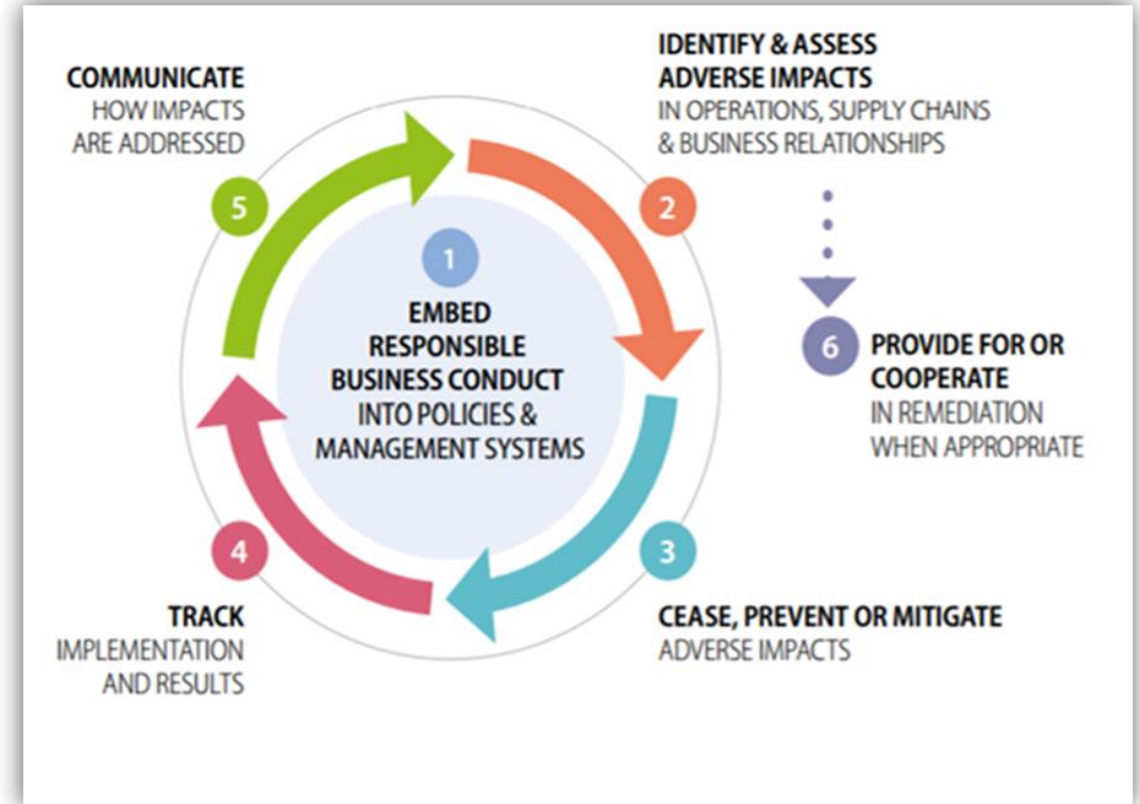 COMMUNICATE
HOW IMPACTS
ARE ADDRESSED
5
IDENTIFY & ASSESS
ADVERSE IMPACTS
IN OPERATIONS, SUPPLY CHAINS
& BUSINESS RELATIONSHIPS
2
1
EMBED
RESPONSIBLE
BUSINESS CONDUCT
INTO POLICIES &
MANAGEMENT SYSTEMS
6
PROVIDE FOR OR
COOPERATE
IN REMEDIATION
WHEN APPROPRIATE
4
TRACK
IMPLEMENTATION
AND RESULTS
3
CEASE, PREVENT OR MITIGATE
ADVERSE IMPACTS